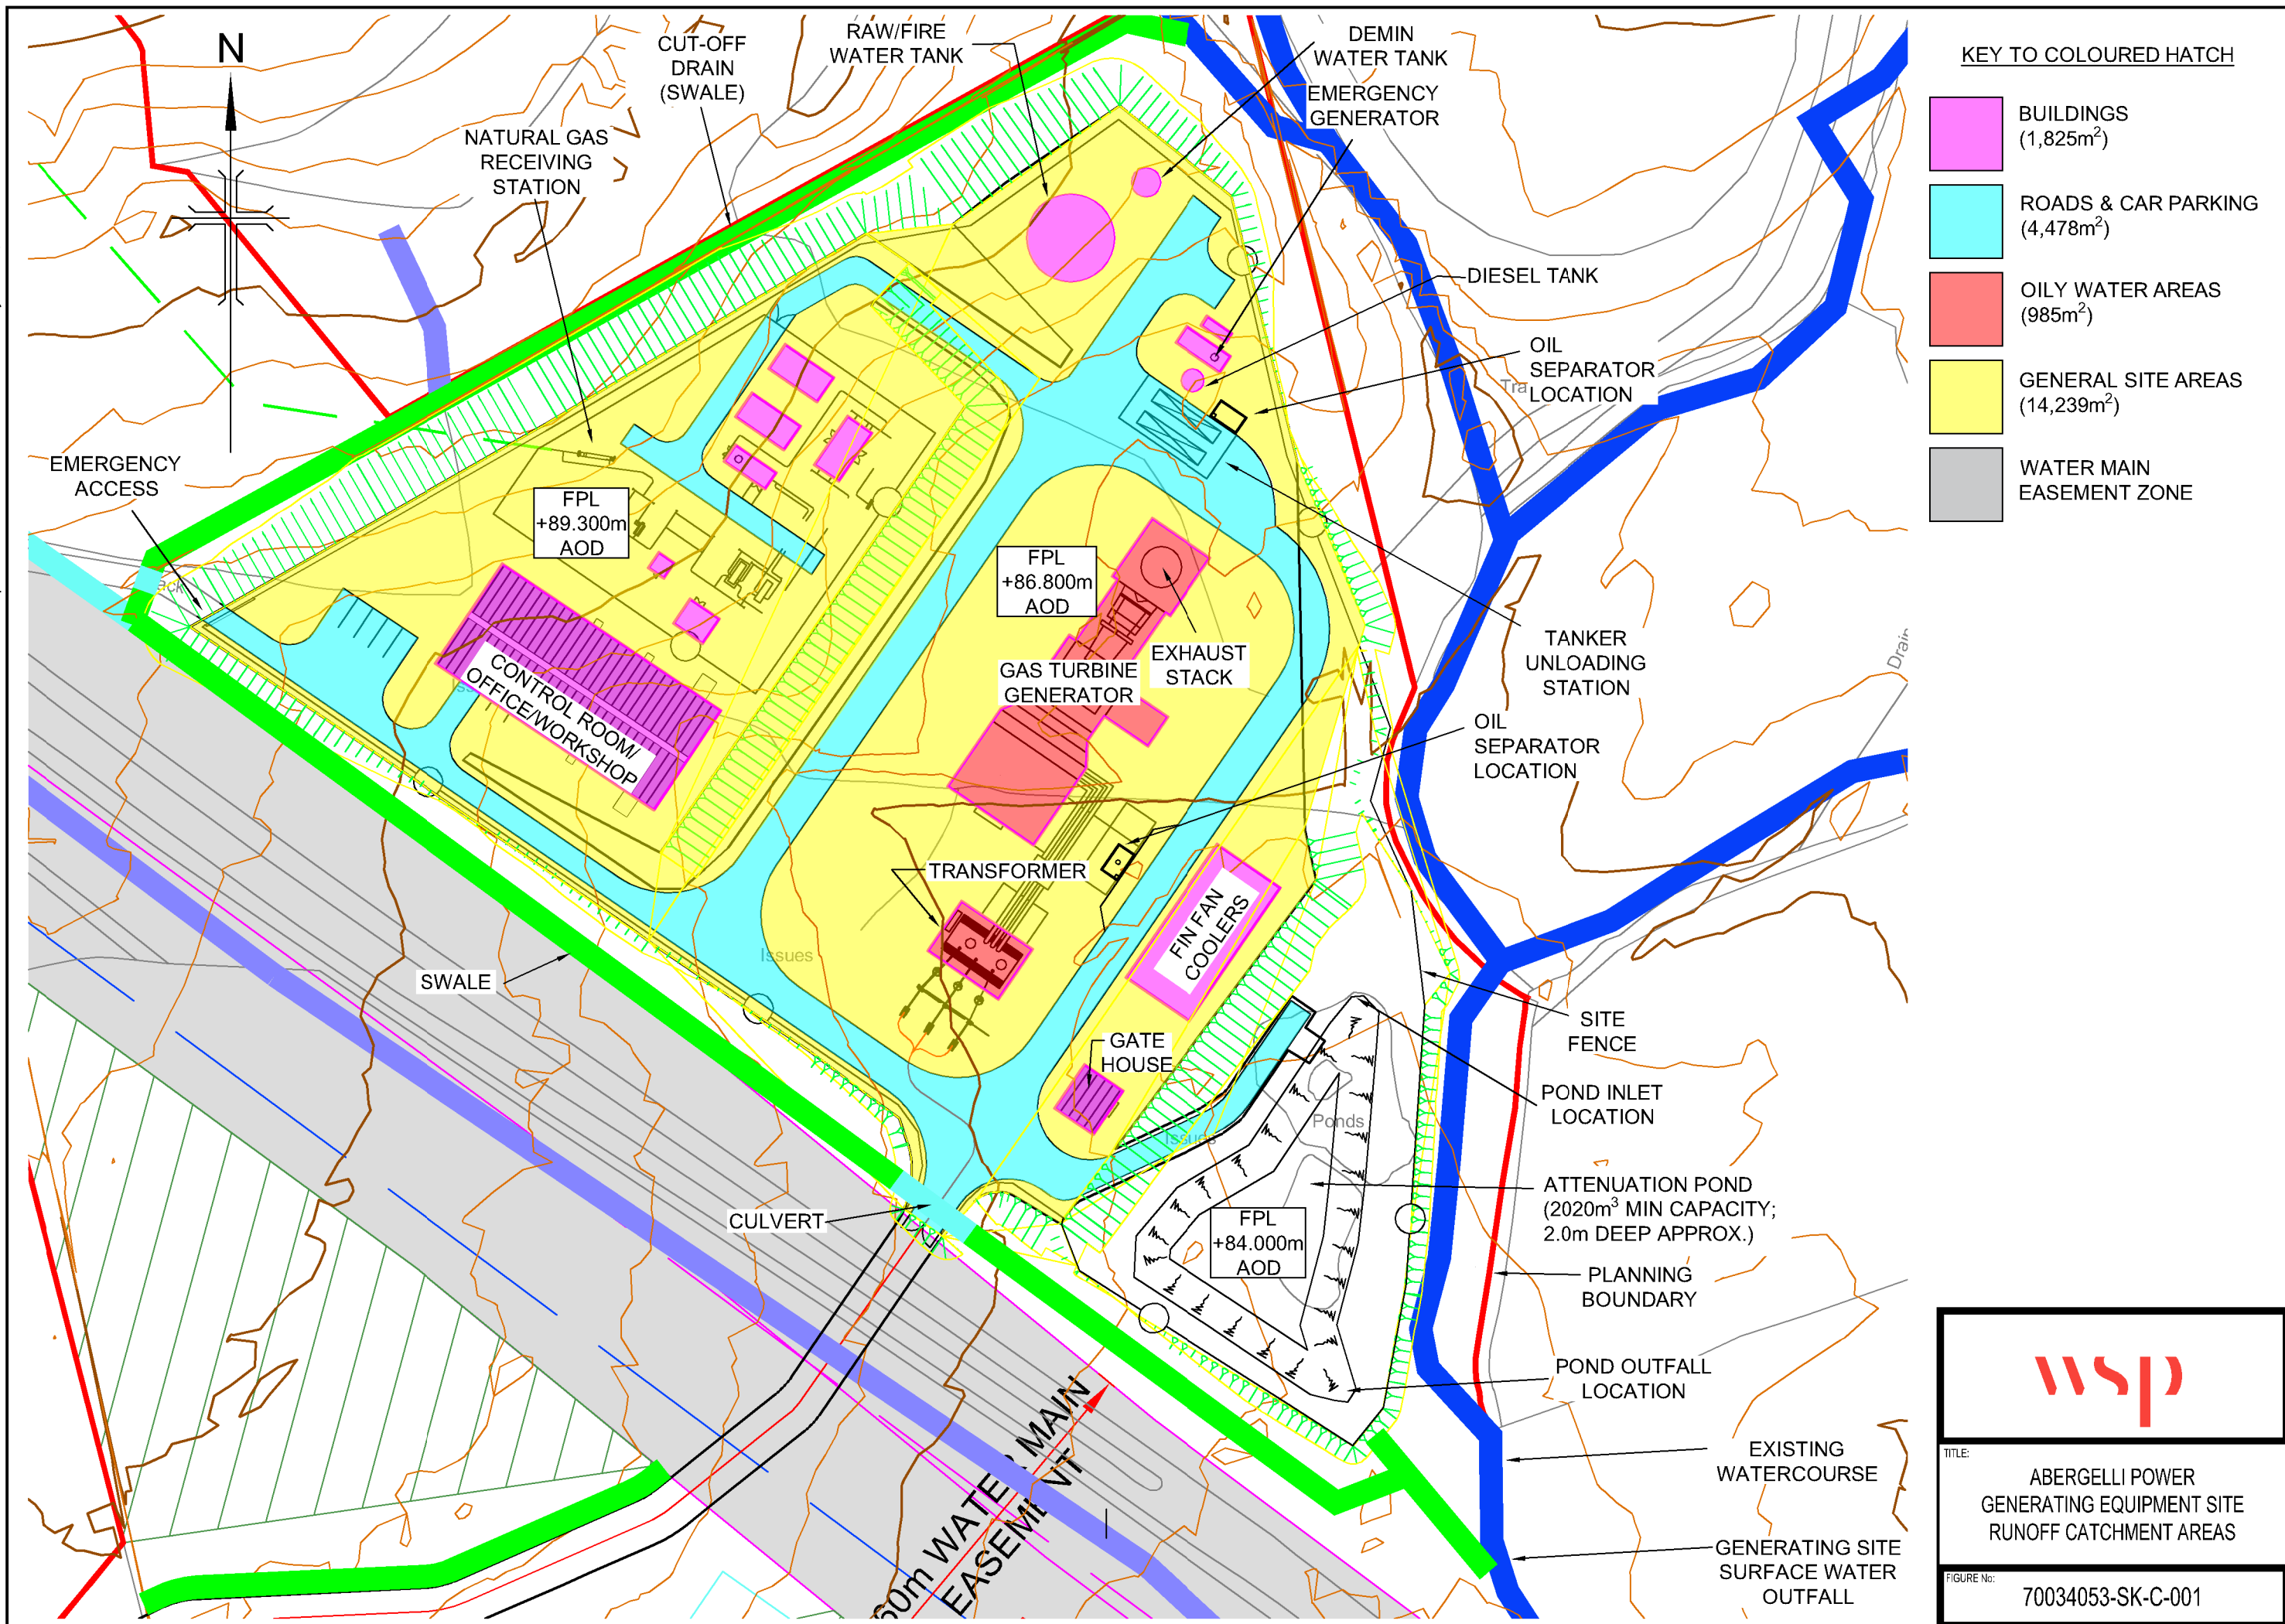 N
CUT-OFF
DRAIN
(SWALE)
RAW/FIRE
WATER TANK
DEMIN
WATER TANK
EMERGENCY
GENERATOR
NATURAL GAS
RECEIVING
STATION
DIESEL TANK
OIL
SEPARATOR
LOCATION
Tra
EMERGENCY
ACCESS
FPL
+89.300m
AOD
FPL
+86.800m
AOD
ack
CONTROL ROOM/
OFFICE/WORKSHOP
GAS TURBINE
GENERATOR
EXHAUST
STACK
TANKER
UNLOADING
STATION
Drain
OIL
SEPARATOR
LOCATION
TRANSFORMER
FIN FAN
COOLERS
Issues
SWALE
GATE
HOUSE
SITE
FENCE
POND INLET
LOCATION
Ponds
Issues
ATTENUATION POND
(2020m³ MIN CAPACITY;
2.0m DEEP APPROX.)
CULVERT
FPL
+84.000m
AOD
PLANNING
BOUNDARY
POND OUTFALL
LOCATION
60m WATER MAIN
EASEMENT
EXISTING
WATERCOURSE
GENERATING SITE
SURFACE WATER
OUTFALL
KEY TO COLOURED HATCH
BUILDINGS
(1,825m²)
ROADS & CAR PARKING
(4,478m²)
OILY WATER AREAS
(985m²)
GENERAL SITE AREAS
(14,239m²)
WATER MAIN
EASEMENT ZONE
wsp
TITLE:
ABERGELLI POWER
GENERATING EQUIPMENT SITE
RUNOFF CATCHMENT AREAS
FIGURE No:
70034053-SK-C-001